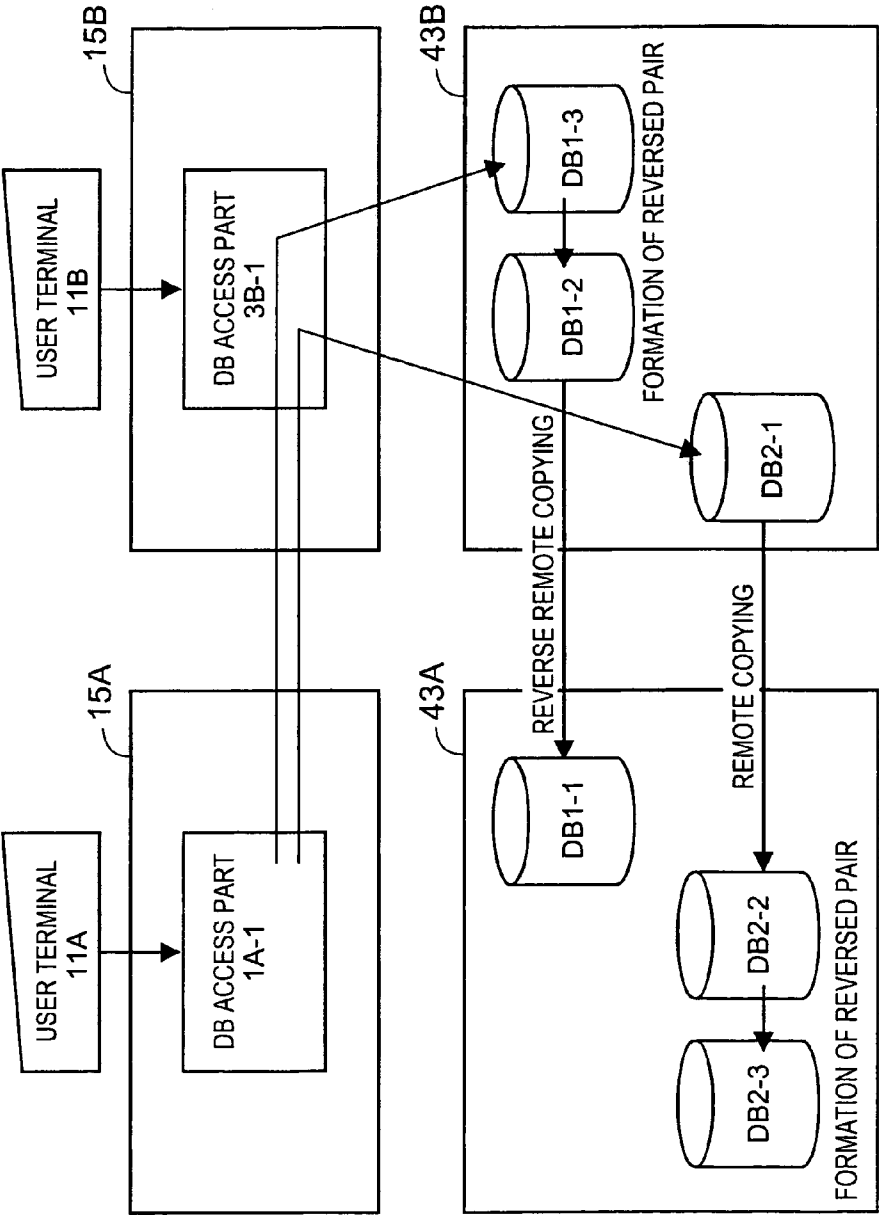 USER TERMINAL
11A
15A
DB ACCESS PART
1A-1
USER TERMINAL
11B
15B
DB ACCESS PART
3B-1
43A
DB1-1
DB2-3
DB2-2
FORMATION OF REVERSED PAIR
REVERSE REMOTE COPYING
REMOTE COPYING
43B
DB1-2
DB1-3
FORMATION OF REVERSED PAIR
DB2-1